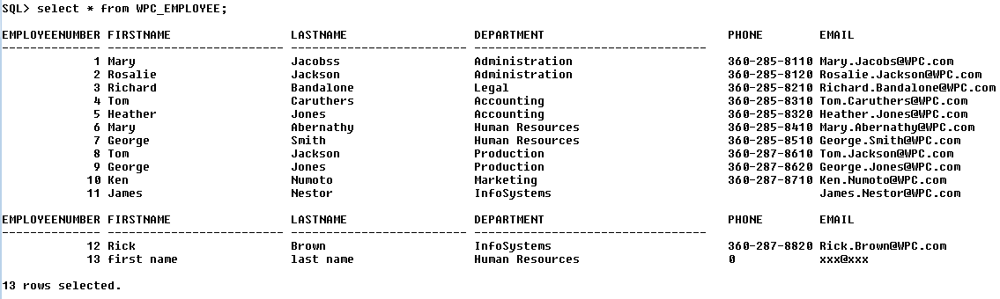 SQL> select * from WPC_EMPLOYEE;
EMPLOYEENUMBER FIRSTNAME LASTNAME DEPARTMENT PHONE EMAIL
-------------- ------------------------- ------------------------- ----------------------------------- ------------ -------------------------
1 Mary Jacobss Administration 360-285-8110 Mary.Jacobs@WPC.com
2 Rosalie Jackson Administration 360-285-8120 Rosalie.Jackson@WPC.com
3 Richard Bandalone Legal 360-285-8210 Richard.Bandalone@WPC.com
4 Tom Caruthers Accounting 360-285-8310 Tom.Caruthers@WPC.com
5 Heather Jones Accounting 360-285-8320 Heather.Jones@WPC.com
6 Mary Abernathy Human Resources 360-285-8410 Mary.Abernathy@WPC.com
7 George Smith Human Resources 360-285-8510 George.Smith@WPC.com
8 Tom Jackson Production 360-287-8610 Tom.Jackson@WPC.com
9 George Jones Production 360-287-8620 George.Jones@WPC.com
10 Ken Numoto Marketing 360-287-8710 Ken.Numoto@WPC.com
11 James Nestor InfoSystems James.Nestor@WPC.com
EMPLOYEENUMBER FIRSTNAME LASTNAME DEPARTMENT PHONE EMAIL
-------------- ------------------------- ------------------------- ----------------------------------- ------------ -------------------------
12 Rick Brown InfoSystems 360-287-8820 Rick.Brown@WPC.com
13 first name last name Human Resources 0 xxx@xxx
13 rows selected.